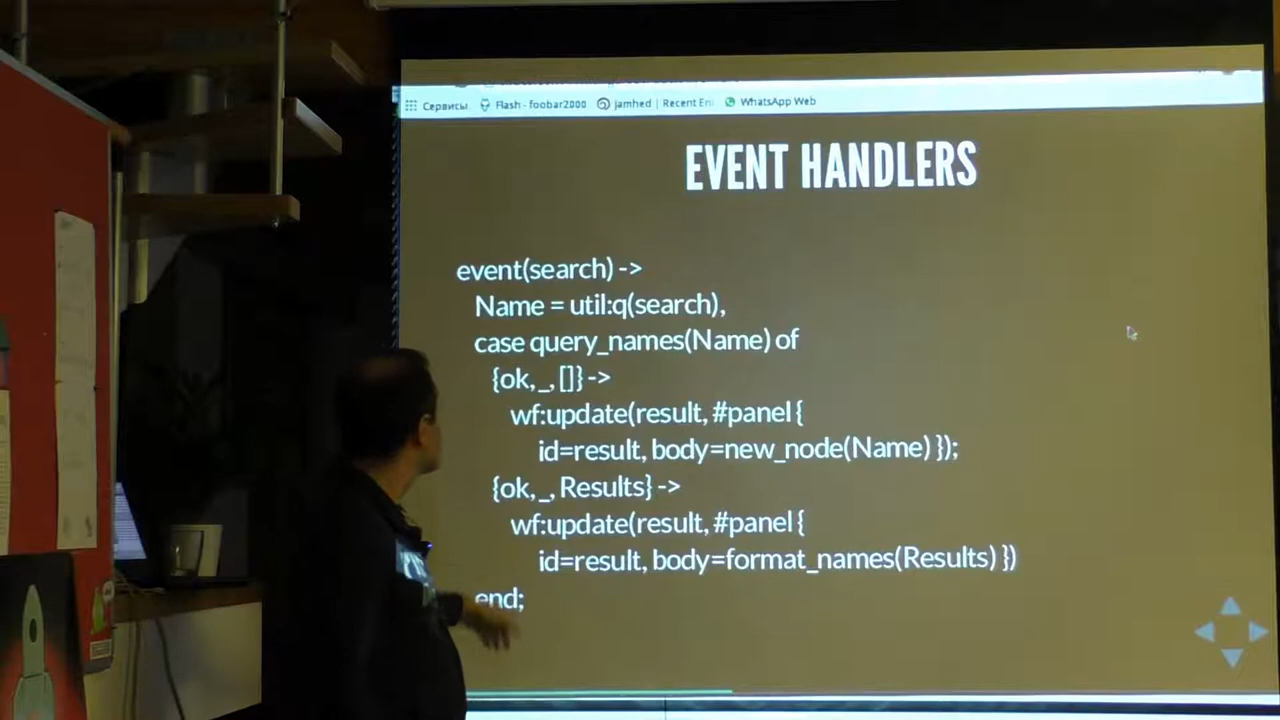 Сервисы Flash - foobar2000 jamhed | Recent En WhatsApp Web
EVENT HANDLERS
event(search) ->
Name = util:q(search),
case query_names(Name) of
{ok,_, []} ->
wf:update(result, #panel {
id=result, body=new_node(Name) });
{ok,_, Results} ->
wf:update(result, #panel {
id=result, body=format_names(Results) })
end;